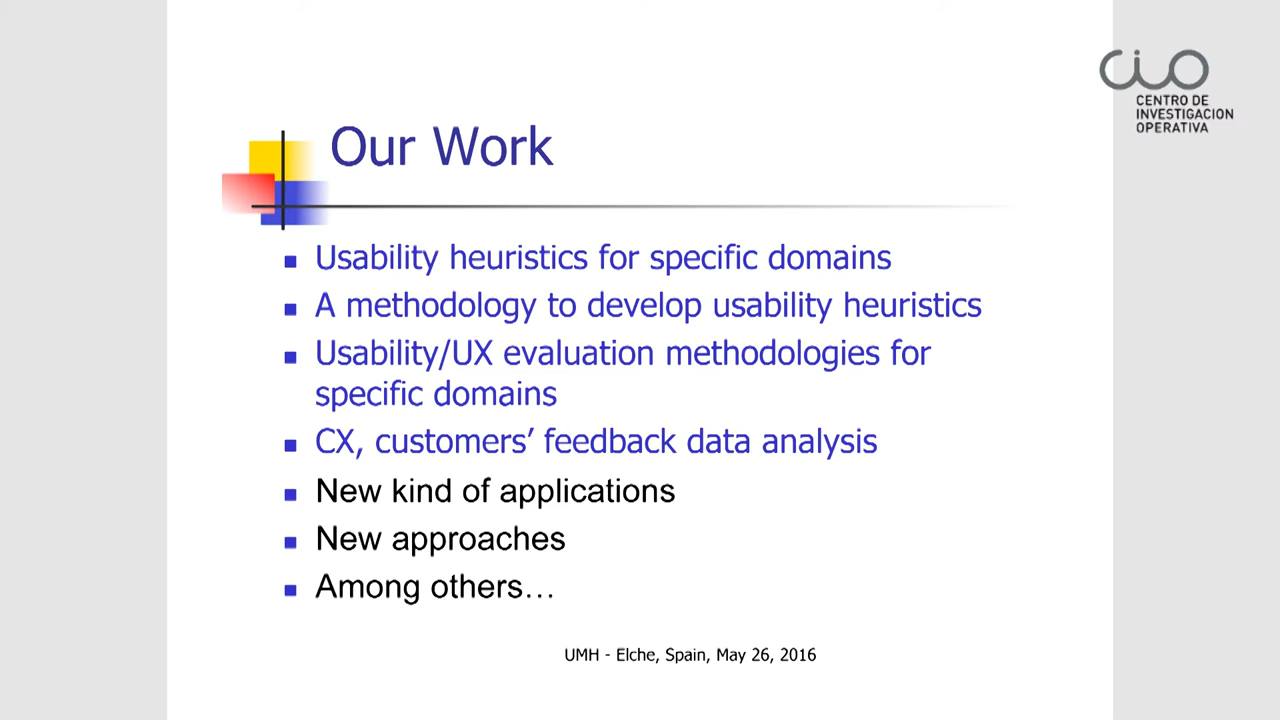 CIO
CENTRO DE
INVESTIGACION
OPERATIVA
Our Work
Usability heuristics for specific domains
A methodology to develop usability heuristics
Usability/UX evaluation methodologies for
specific domains
CX, customers’ feedback data analysis
New kind of applications
New approaches
Among others…
UMH - Elche, Spain, May 26, 2016